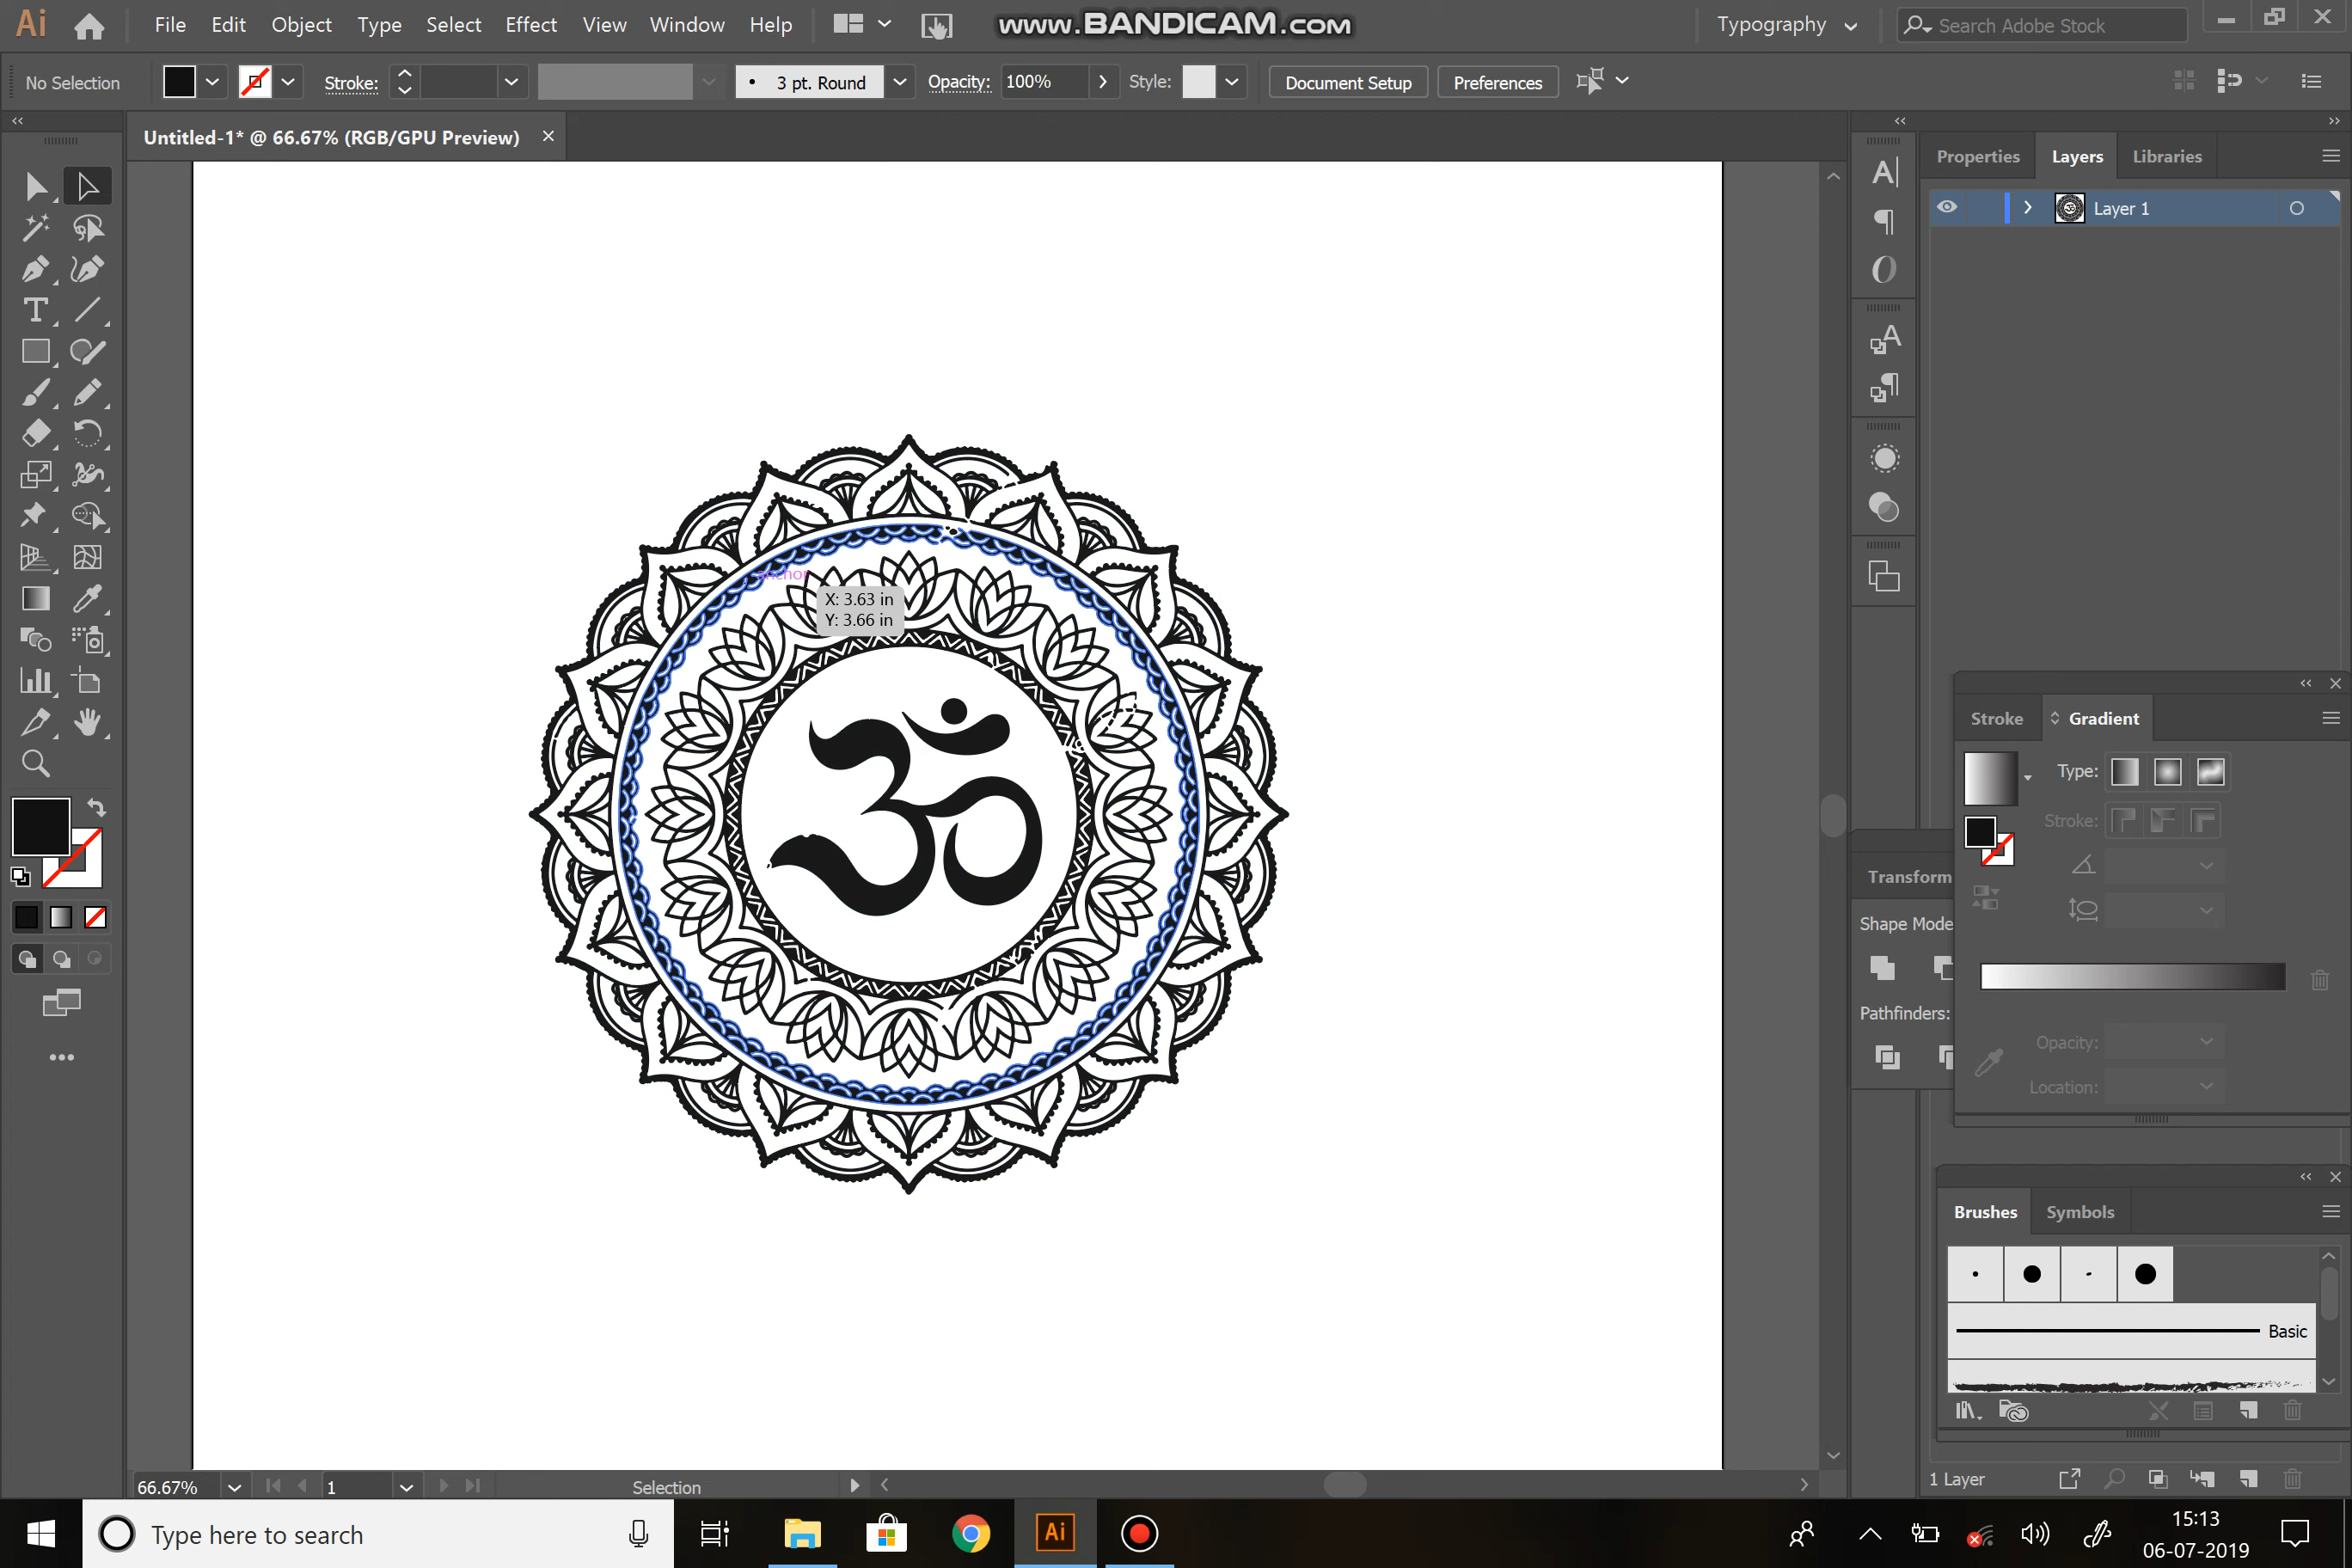 Ai File Edit Object Type Select Effect View Window Help www.BANDICAM.com Typography Search Adobe Stock
No Selection Stroke: 3 pt. Round Opacity: 100% Style: Document Setup Preferences
Untitled-1* @ 66.67% (RGB/GPU Preview)
Properties Layers Libraries
Layer 1
anchor
X: 3.63 in
Y: 3.66 in
ॐ
Stroke Gradient
Type:
Stroke:
Transform
Shape Mode
Pathfinders:
Opacity:
Location:
Brushes Symbols
Basic
66.67% 1 Selection
1 Layer
Type here to search
Ai
15:13
06-07-2019